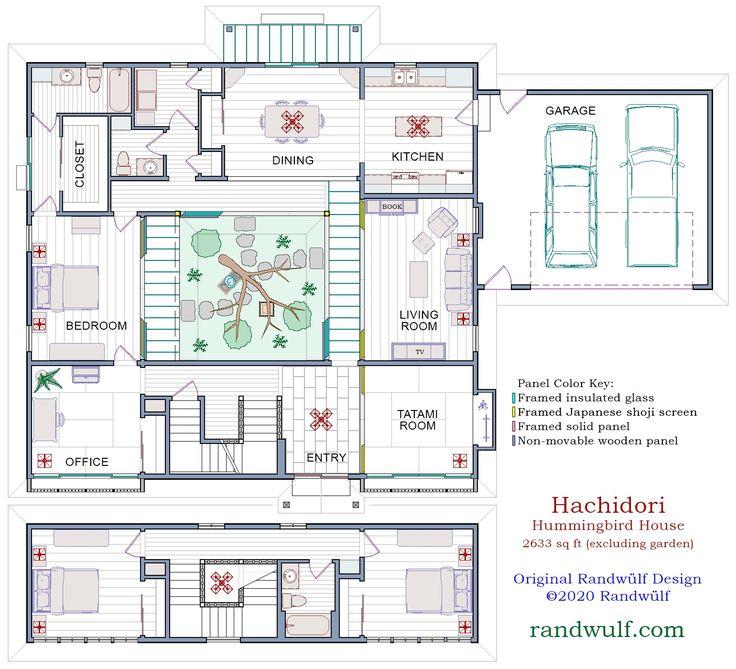 GARAGE
CLOSET
DINING
KITCHEN
BOOK
BEDROOM
LIVING
ROOM
TV
OFFICE
ENTRY
TATAMI
ROOM
Panel Color Key:
Framed insulated glass
Framed Japanese shoji screen
Framed solid panel
Non-movable wooden panel
Hachidori
Hummingbird House
2633 sq ft (excluding garden)
Original Randwülf Design
©2020 Randwülf
randwulf.com